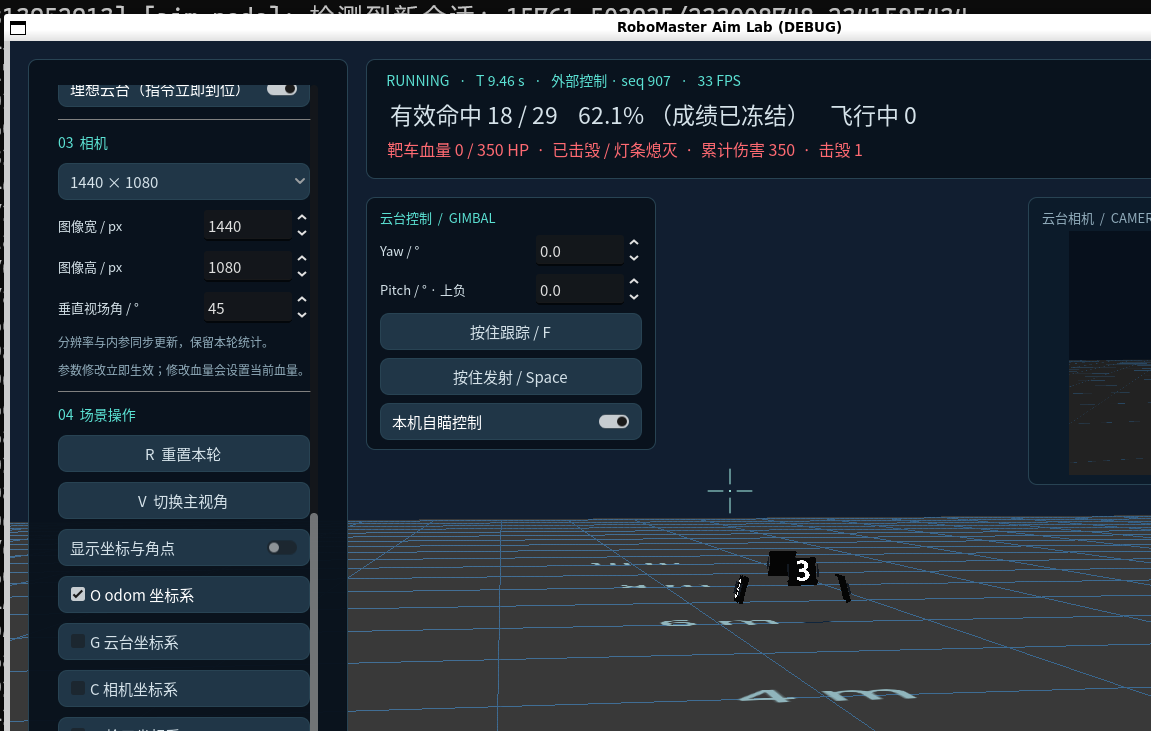 RoboMaster Aim Lab (DEBUG)
理想云台（指令立即到位）
03 相机
1440 × 1080
图像宽 / px 1440
图像高 / px 1080
垂直视场角 / ° 45
分辨率与内参同步更新，保留本轮统计。
参数修改立即生效；修改血量会设置当前血量。
04 场景操作
R 重置本轮
V 切换主视角
显示坐标与角点
O odom 坐标系
G 云台坐标系
C 相机坐标系
RUNNING · T 9.46 s · 外部控制 · seq 907 · 33 FPS
有效命中 18 / 29 62.1% （成绩已冻结） 飞行中 0
靶车血量 0 / 350 HP · 已击毁 / 灯条熄灭 · 累计伤害 350 · 击毁 1
云台控制 / GIMBAL
Yaw / ° 0.0
Pitch / ° · 上负 0.0
按住跟踪 / F
按住发射 / Space
本机自瞄控制
云台相机 /
3
6 m
4 m